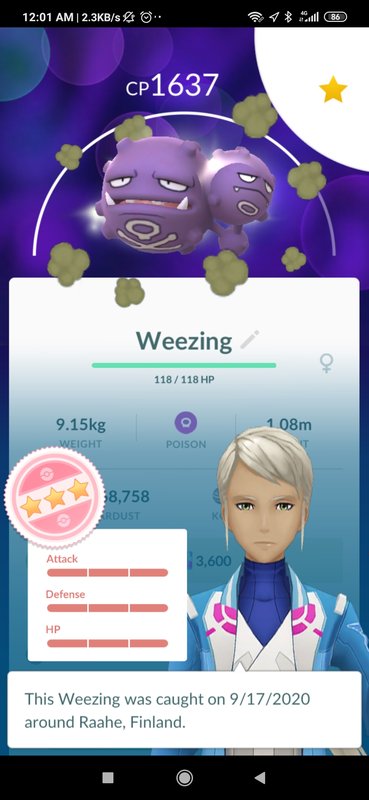 12:01 AM | 2.3KB/s
4G
86
CP1637
Weezing
118 / 118 HP
9.15kg
1.08m
WEIGHT
POISON
8,758
3,600
Attack
Defense
HP
This Weezing was caught on 9/17/2020
around Raahe, Finland.